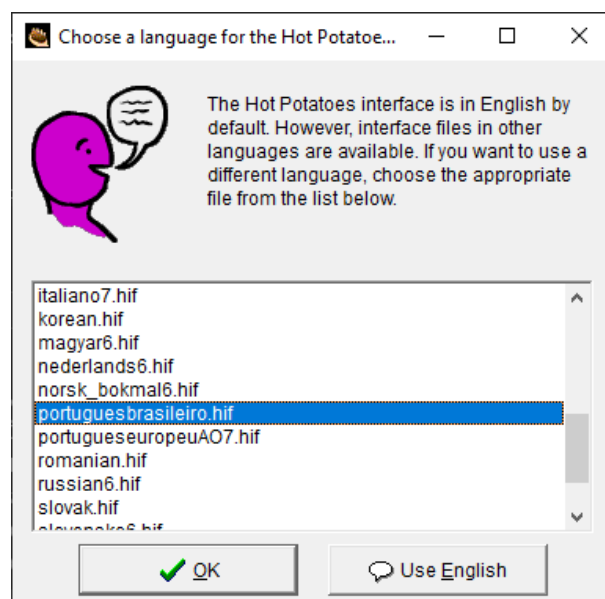 Choose a language for the Hot Potatoe...
The Hot Potatoes interface is in English by
default. However, interface files in other
languages are available. If you want to use a
different language, choose the appropriate
file from the list below.
italiano7.hif
korean.hif
magyar6.hif
nederlands6.hif
norsk_bokmal6.hif
portuguesbrasileiro.hif
portugueseuropeuAO7.hif
romanian.hif
russian6.hif
slovak.hif
OK
Use English